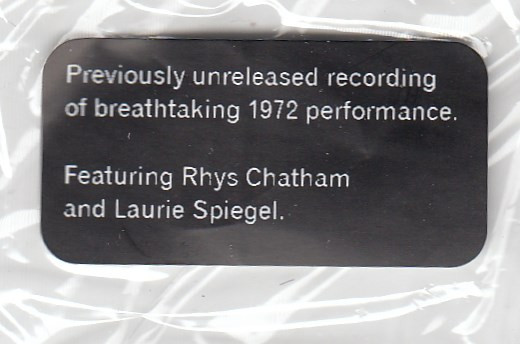 Previously unreleased recording
of breathtaking 1972 performance.
Featuring Rhys Chatham
and Laurie Spiegel.